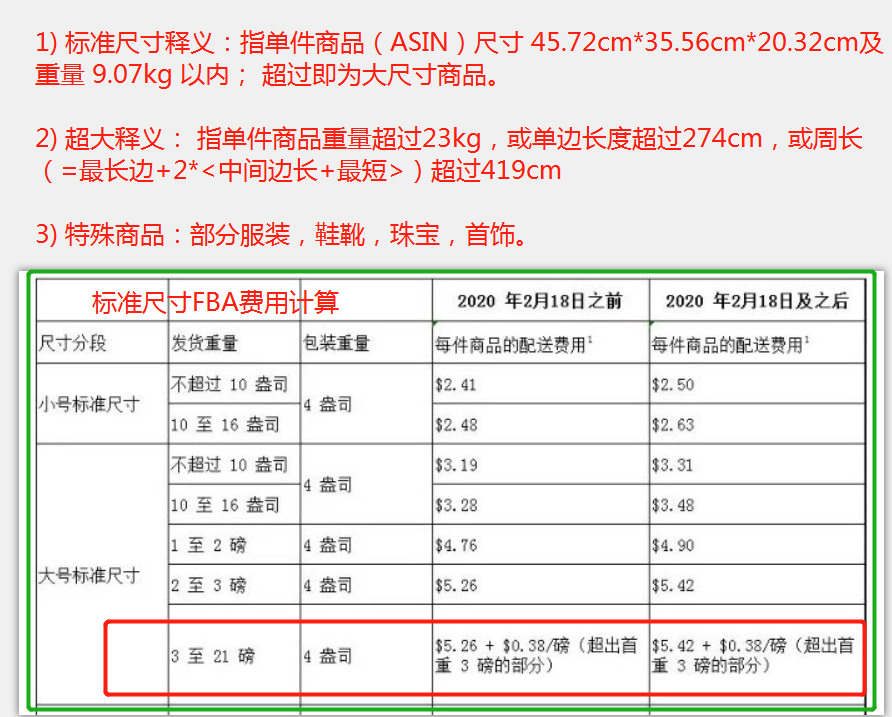 1) 标准尺寸释义：指单件商品（ASIN）尺寸 45.72cm*35.56cm*20.32cm及
重量 9.07kg 以内； 超过即为大尺寸商品。
2) 超大释义： 指单件商品重量超过23kg，或单边长度超过274cm，或周长
（=最长边+2*<中间边长+最短>）超过419cm
3) 特殊商品：部分服装，鞋靴，珠宝，首饰。
标准尺寸FBA费用计算 2020 年2月18日之前 2020 年2月18日及之后
尺寸分段 发货重量 包装重量 每件商品的配送费用1 每件商品的配送费用1
小号标准尺寸 不超过 10 盎司 4 盎司 $2.41 $2.50
10 至 16 盎司 $2.48 $2.63
大号标准尺寸 不超过 10 盎司 4 盎司 $3.19 $3.31
10 至 16 盎司 $3.28 $3.48
1 至 2 磅 4 盎司 $4.76 $4.90
2 至 3 磅 4 盎司 $5.26 $5.42
3 至 21 磅 4 盎司 $5.26 + $0.38/磅（超出首 $5.42 + $0.38/磅（超出首
重 3 磅的部分） 重 3 磅的部分）